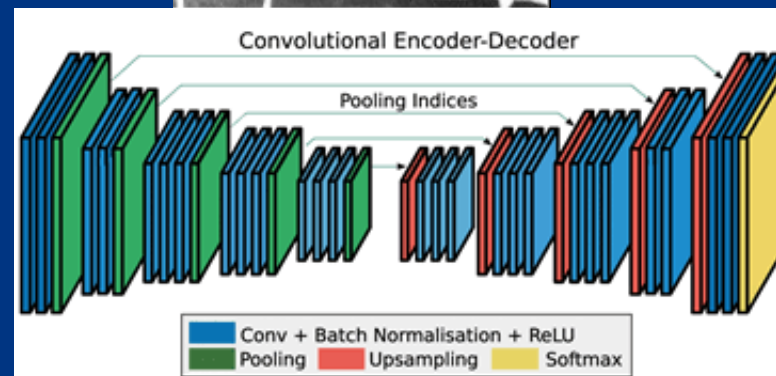 Convolutional Encoder-Decoder
Pooling Indices
Conv + Batch Normalisation + ReLU
Pooling Upsampling Softmax